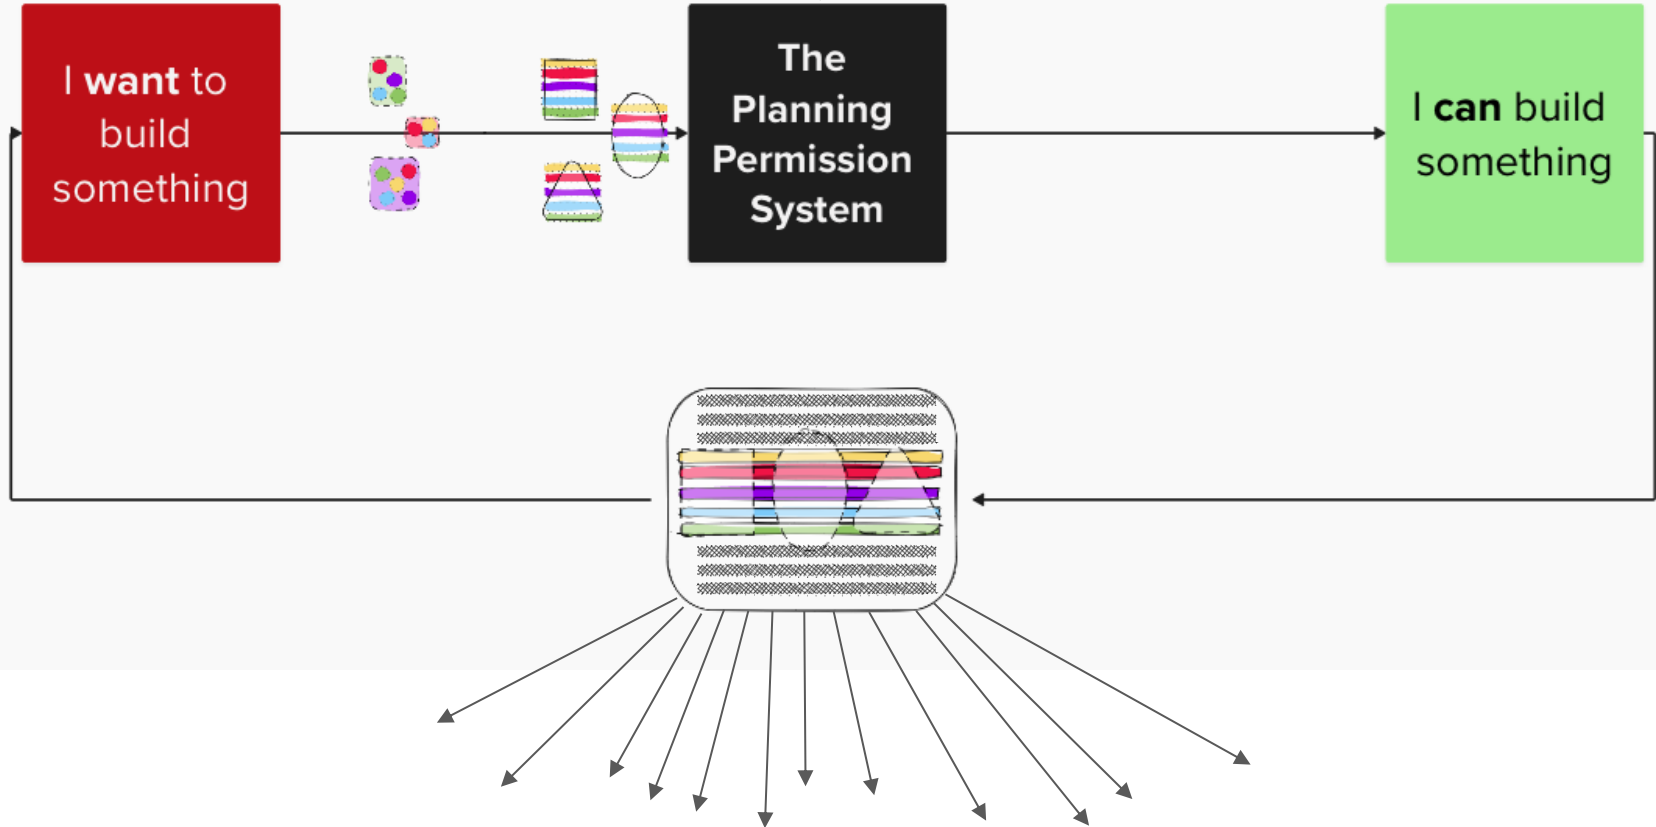 I want to
build
something
The
Planning
Permission
System
I can build
something